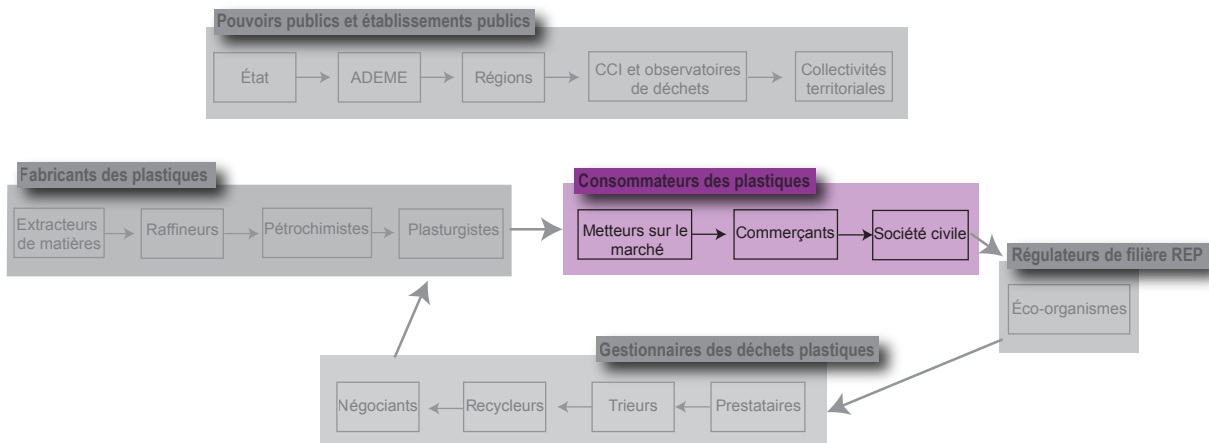 Pouvoirs publics et établissements publics
État
ADEME
Régions
CCI et observatoires
de déchets
Collectivités
territoriales
Fabricants des plastiques
Extracteurs
de matières
Raffineurs
Pétrochimistes
Plasturgistes
Consommateurs des plastiques
Metteurs sur le
marché
Commerçants
Société civile
Régulateurs de filière REP
Éco-organismes
Gestionnaires des déchets plastiques
Négociants
Recycleurs
Trieurs
Prestataires